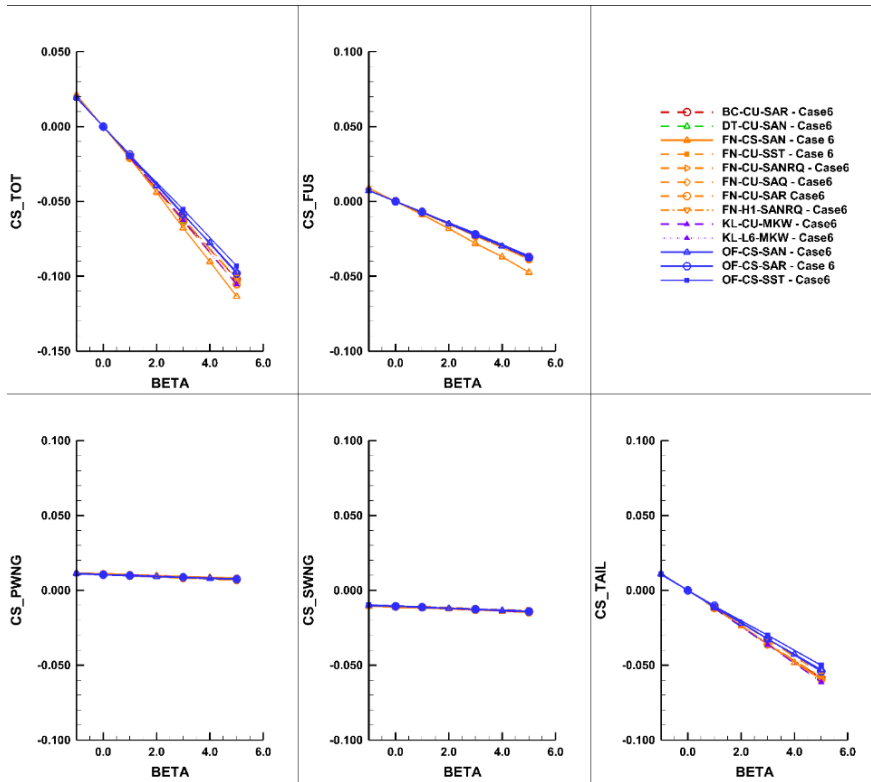 0.050
0.000
-0.050
-0.100
-0.150
CS_TOT
0.0 2.0 4.0 6.0
BETA
0.100
0.050
0.000
-0.050
-0.100
CS_FUS
0.0 2.0 4.0 6.0
BETA
BC-CU-SAR - Case6
DT-CU-SAN - Case6
FN-CS-SAN - Case 6
FN-CU-SST - Case 6
FN-CU-SANRQ - Case6
FN-CU-SAQ - Case6
FN-CU-SAR Case6
FN-H1-SANRQ - Case6
KL-CU-MKW - Case6
KL-L6-MKW - Case6
OF-CS-SAN - Case6
OF-CS-SAR - Case 6
OF-CS-SST - Case6
0.100
0.050
0.000
-0.050
-0.100
CS_PWNG
0.0 2.0 4.0 6.0
BETA
0.100
0.050
0.000
-0.050
-0.100
CS_SWNG
0.0 2.0 4.0 6.0
BETA
0.100
0.050
0.000
-0.050
-0.100
CS_TAIL
0.0 2.0 4.0 6.0
BETA